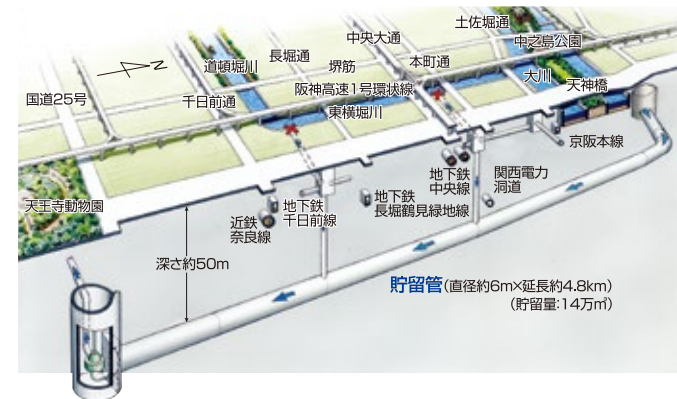 土佐堀通
中央大通
中之島公園
長堀通
道頓堀川
堺筋
本町通
大川
天神橋
阪神高速1号環状線
国道25号
千日前通
東横堀川
京阪本線
N
地下鉄
中央線
関西電力
洞道
天王寺動物園
地下鉄
千日前線
地下鉄
長堀鶴見緑地線
近鉄
奈良線
深さ約50m
貯留管(直径約6m×延長約4.8km)
(貯留量:14万㎥)